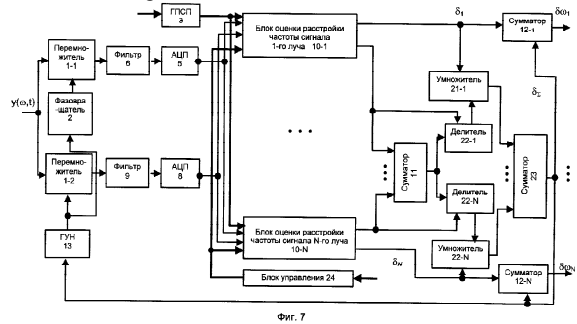 ГПСП
3
Блок оценки расстройки
частоты сигнала
1-го луча 10-1
δ₁
Сумматор
12-1
δω₁
Перемно-
житель
1-1
Фильтр
6
АЦП
5
Умножитель
21-1
δΣ
y(ω,t)
Фазовра-
щатель
2
Делитель
22-1
Перемно-
житель
1-2
Фильтр
9
АЦП
8
Сумматор
11
Делитель
22-N
Сумматор
23
ГУН
13
Блок оценки расстройки
частоты сигнала N-го луча
10-N
Умножитель
22-N
δN
Сумматор
12-N
δωN
Блок управления 24
Фиг. 7